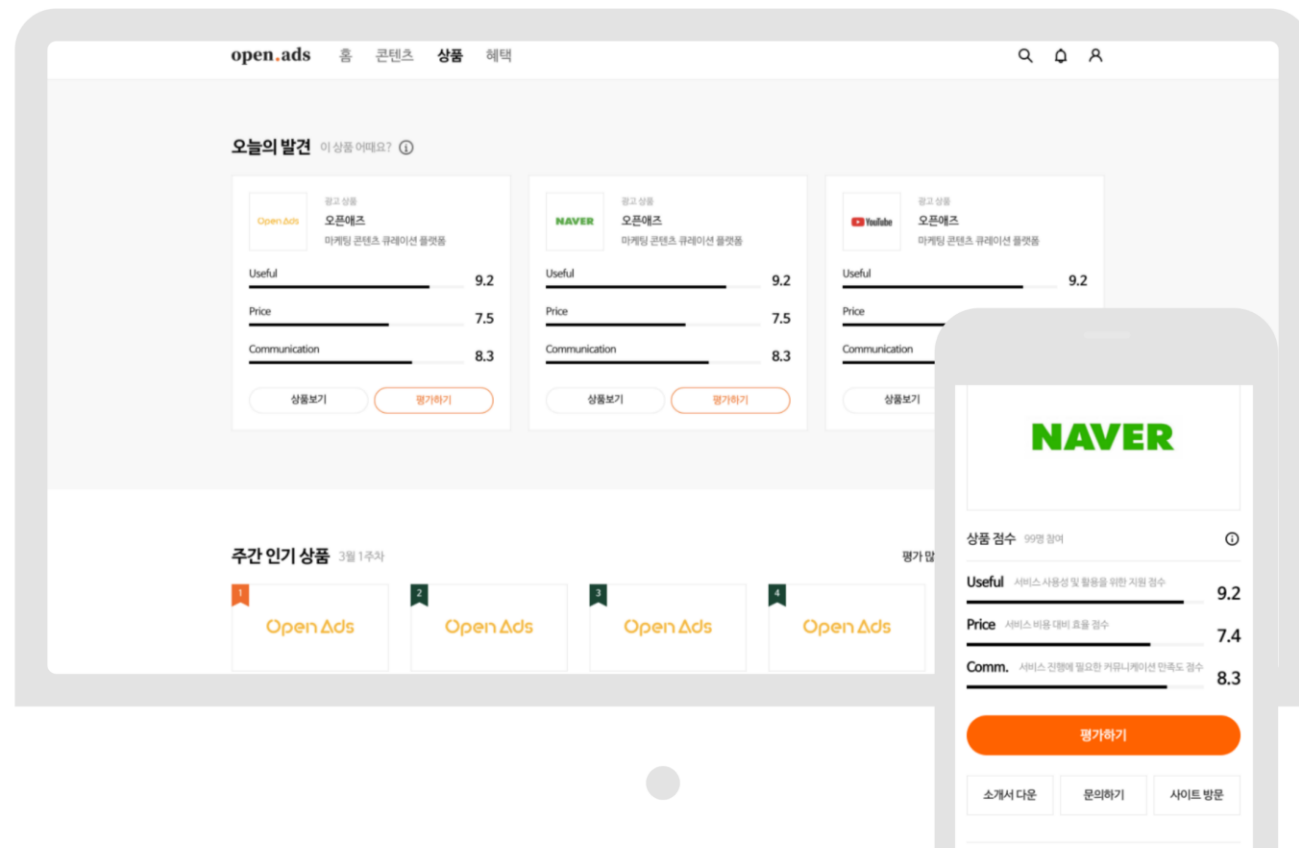 open.ads 홈 콘텐츠 상품 혜택
오늘의 발견 이 상품 어때요?
Open Ads
광고 상품
오픈애즈
마케팅 콘텐츠 큐레이션 플랫폼
Useful 9.2
Price 7.5
Communication 8.3
상품보기 평가하기
NAVER
광고 상품
오픈애즈
마케팅 콘텐츠 큐레이션 플랫폼
Useful 9.2
Price 7.5
Communication 8.3
상품보기 평가하기
YouTube
광고 상품
오픈애즈
마케팅 콘텐츠 큐레이션 플랫폼
Useful 9.2
Price
Communication
상품보기
주간 인기 상품 3월 1주차
평가 많
1
Open Ads
2
Open Ads
3
Open Ads
4
Open Ads
NAVER
상품 점수 99명 참여
Useful 서비스 사용성 및 활용을 위한 지원 점수 9.2
Price 서비스 비용 대비 효율 점수 7.4
Comm. 서비스 진행에 필요한 커뮤니케이션 만족도 점수 8.3
평가하기
소개서 다운 문의하기 사이트 방문